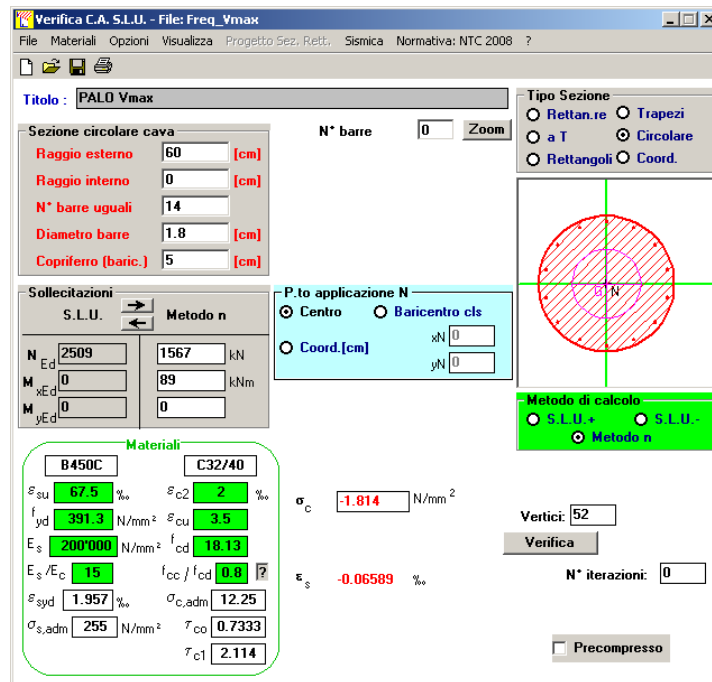 Verifica C.A. S.L.U. - File: Freq_Vmax
File Materiali Opzioni Visualizza Progetto Sez. Rett. Sismica Normativa: NTC 2008 ?
Titolo : PALO Vmax
Tipo Sezione
Rettan.re Trapezi
a T Circolare
Rettangoli Coord.
Sezione circolare cava
N° barre 0 Zoom
Raggio esterno 60 [cm]
Raggio interno 0 [cm]
N° barre uguali 14
Diametro barre 1.8 [cm]
Copriferro (baric.) 5 [cm]
G N
Sollecitazioni
S.L.U. Metodo n
N Ed 2509 1567 kN
M xEd 0 89 kNm
M yEd 0 0
P.to applicazione N
Centro Baricentro cls
Coord.[cm] xN 0
yN 0
Metodo di calcolo
S.L.U.+ S.L.U.-
Metodo n
Materiali
B450C C32/40
εsu 67.5 ‰ εc2 2 ‰
fyd 391.3 N/mm² εcu 3.5
Es 200'000 N/mm² fcd 18.13
Es/Ec 15 fcc / fcd 0.8 ?
εsyd 1.957 ‰ σc,adm 12.25
σs,adm 255 N/mm² τco 0.7333
τc1 2.114
σc -1.814 N/mm²
εs -0.06589 ‰
Vertici: 52
Verifica
N° iterazioni: 0
Precompresso